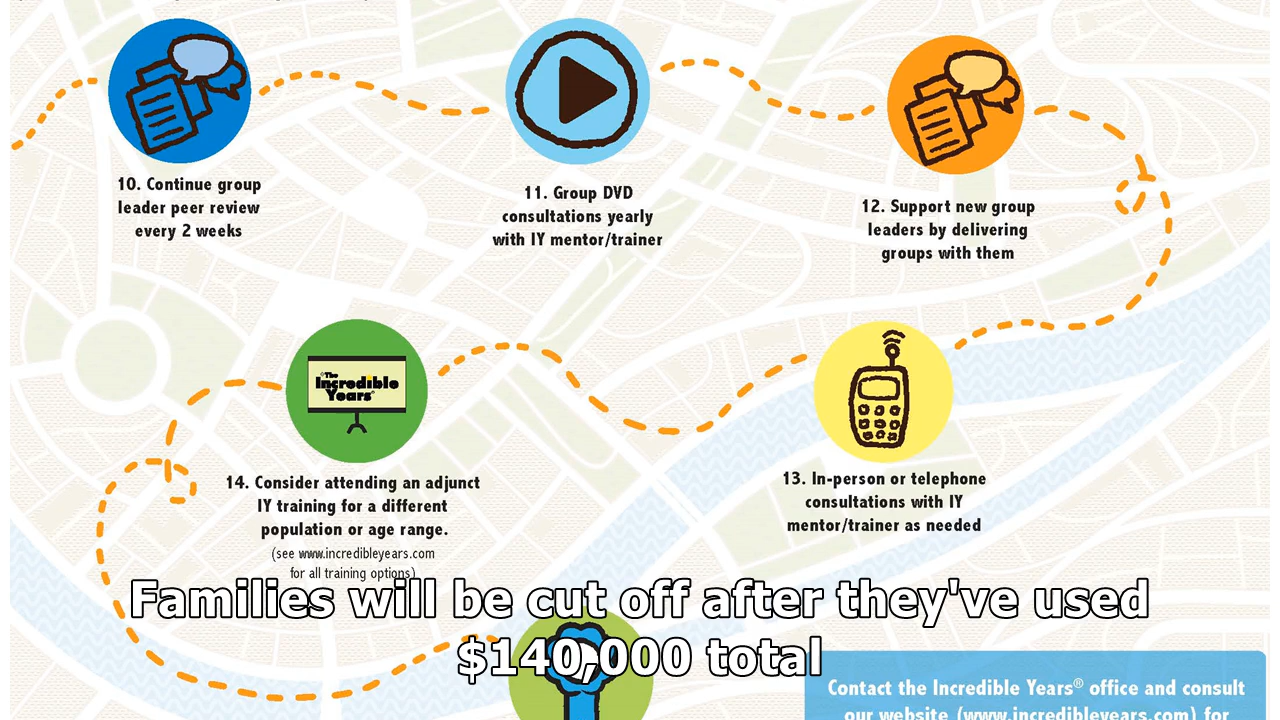 10. Continue group
leader peer review
every 2 weeks
11. Group DVD
consultations yearly
with IY mentor/trainer
12. Support new group
leaders by delivering
groups with them
The
Incredible
Years®
14. Consider attending an adjunct
IY training for a different
population or age range.
(see www.incredibleyears.com
for all training options)
13. In-person or telephone
consultations with IY
mentor/trainer as needed
Families will be cut off after they've used
$140,000 total
Contact the Incredible Years® office and consult
our website (www.incredibleyears.com) for